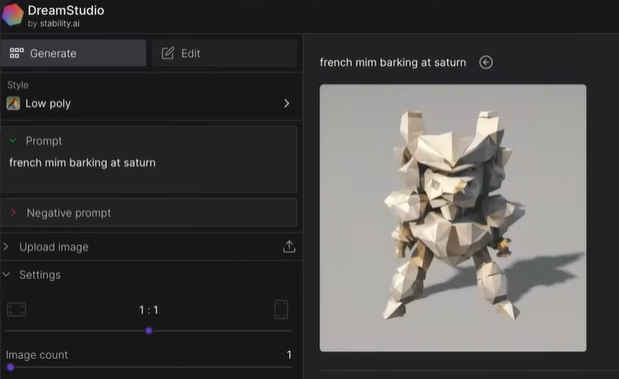 DreamStudio
by stability.ai
Generate
Edit
Style
Low poly
Prompt
french mim barking at saturn
Negative prompt
Upload image
Settings
1 : 1
Image count
1
french mim barking at saturn